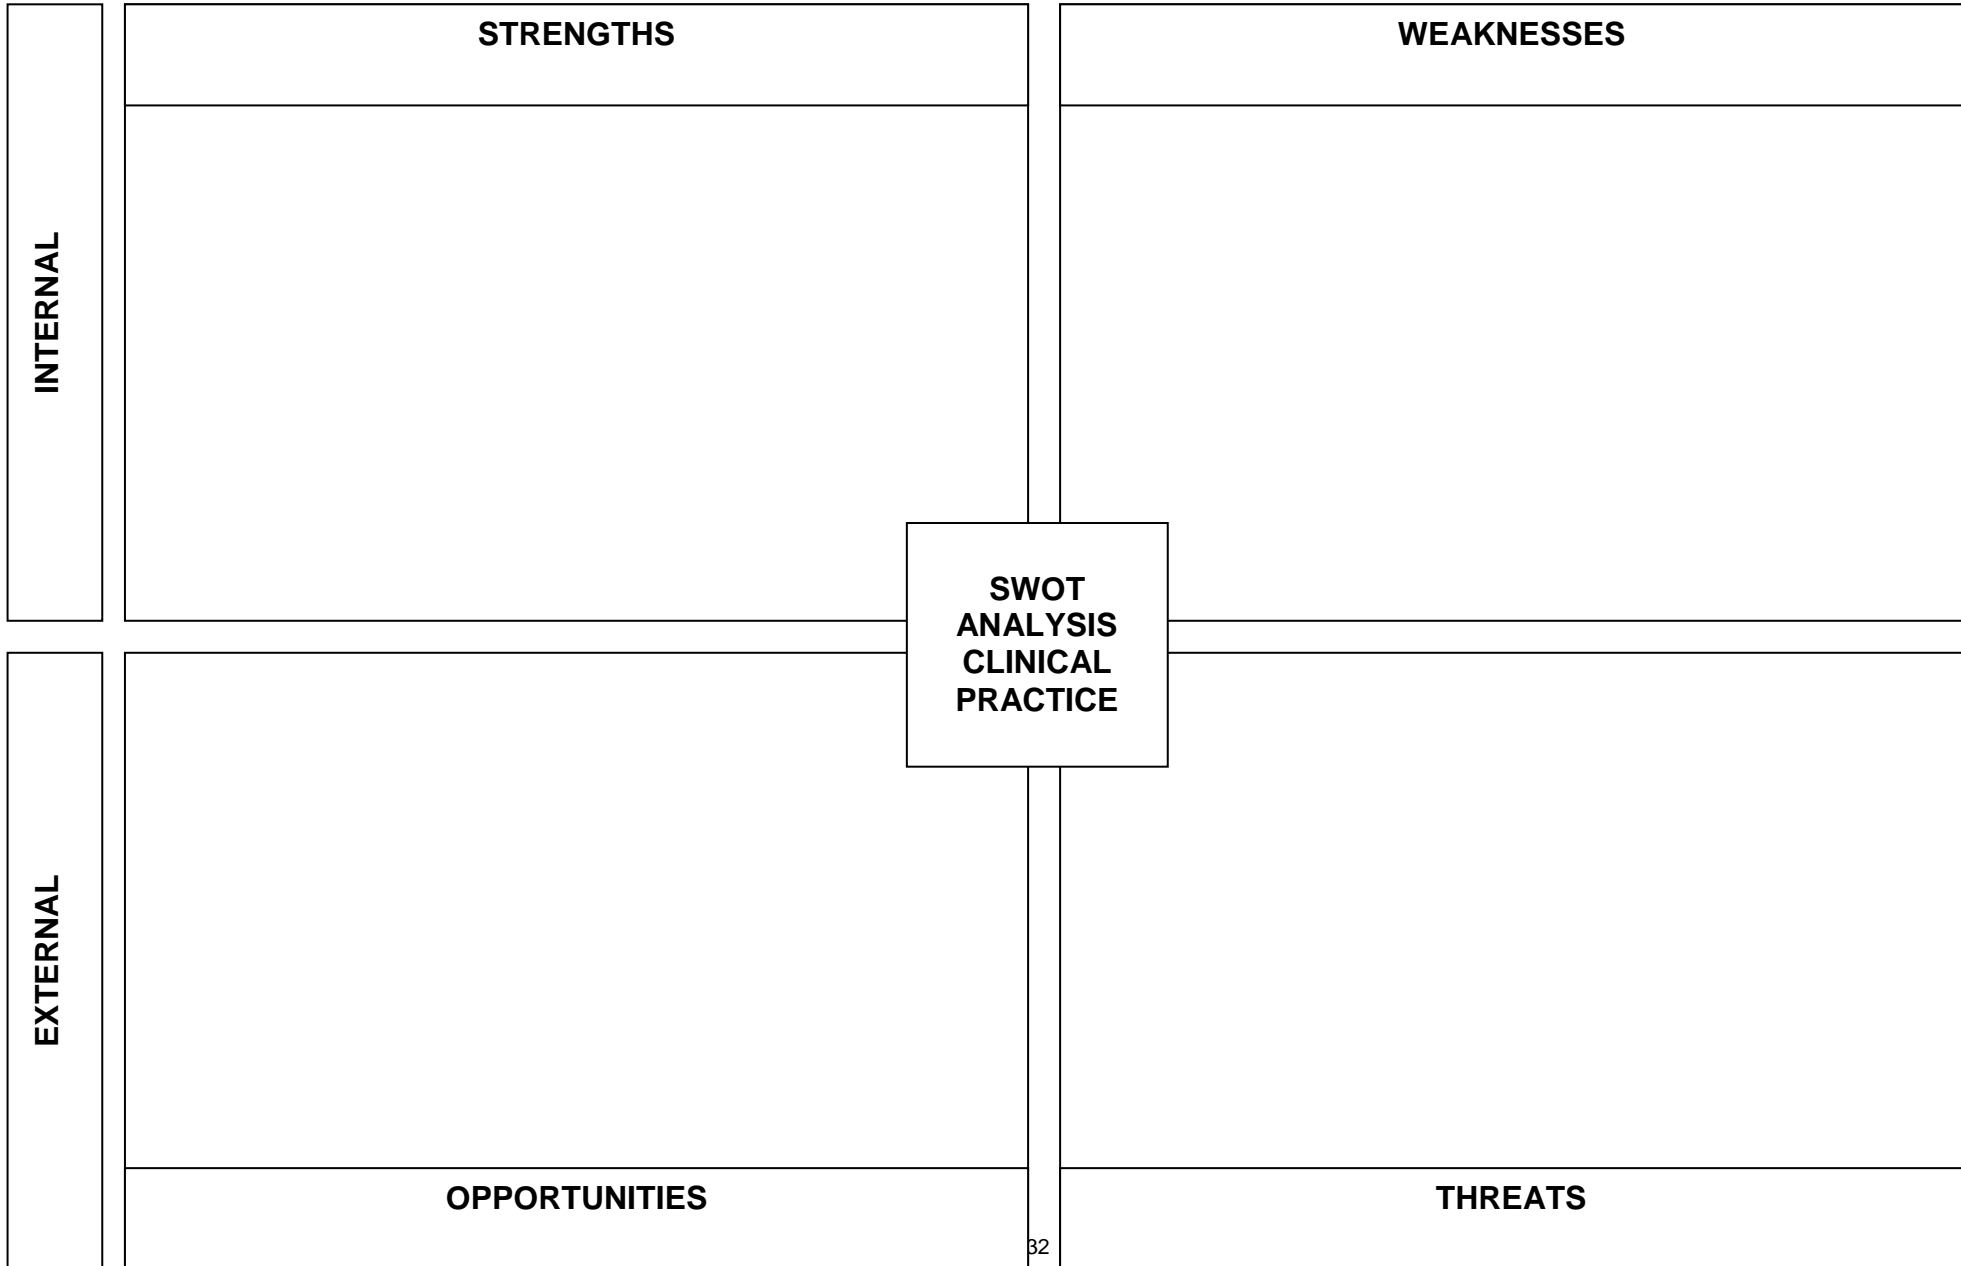 STRENGTHS
WEAKNESSES
INTERNAL
SWOT
ANALYSIS
CLINICAL
PRACTICE
EXTERNAL
OPPORTUNITIES
THREATS
32